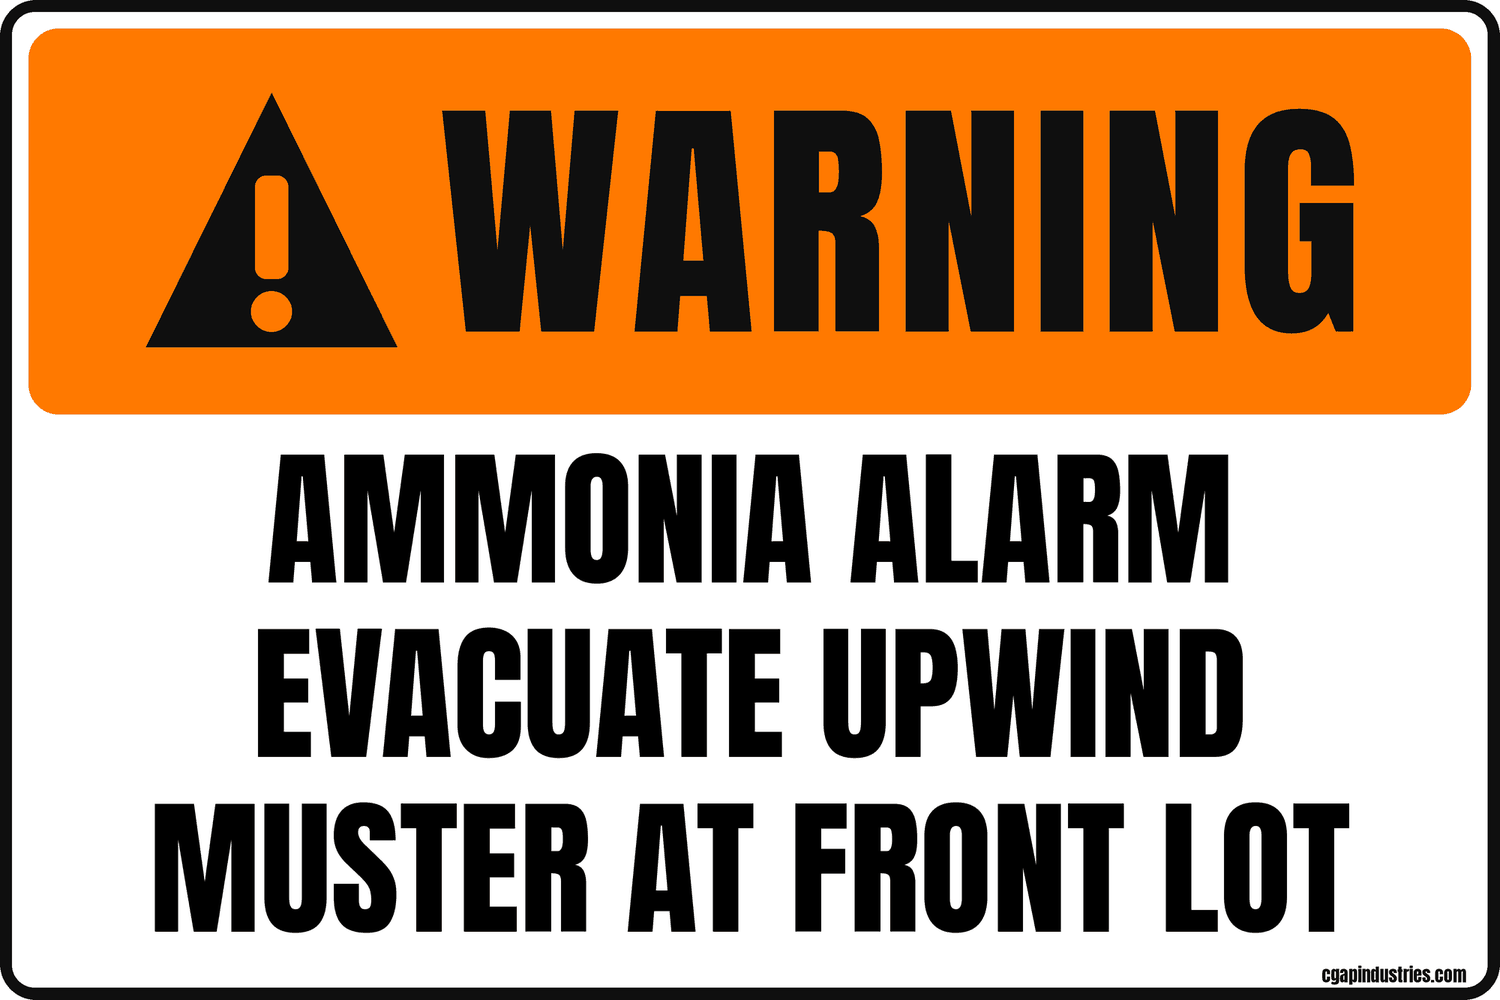 WARNING
AMMONIA ALARM
EVACUATE UPWIND
MUSTER AT FRONT LOT
cgapindustries.com